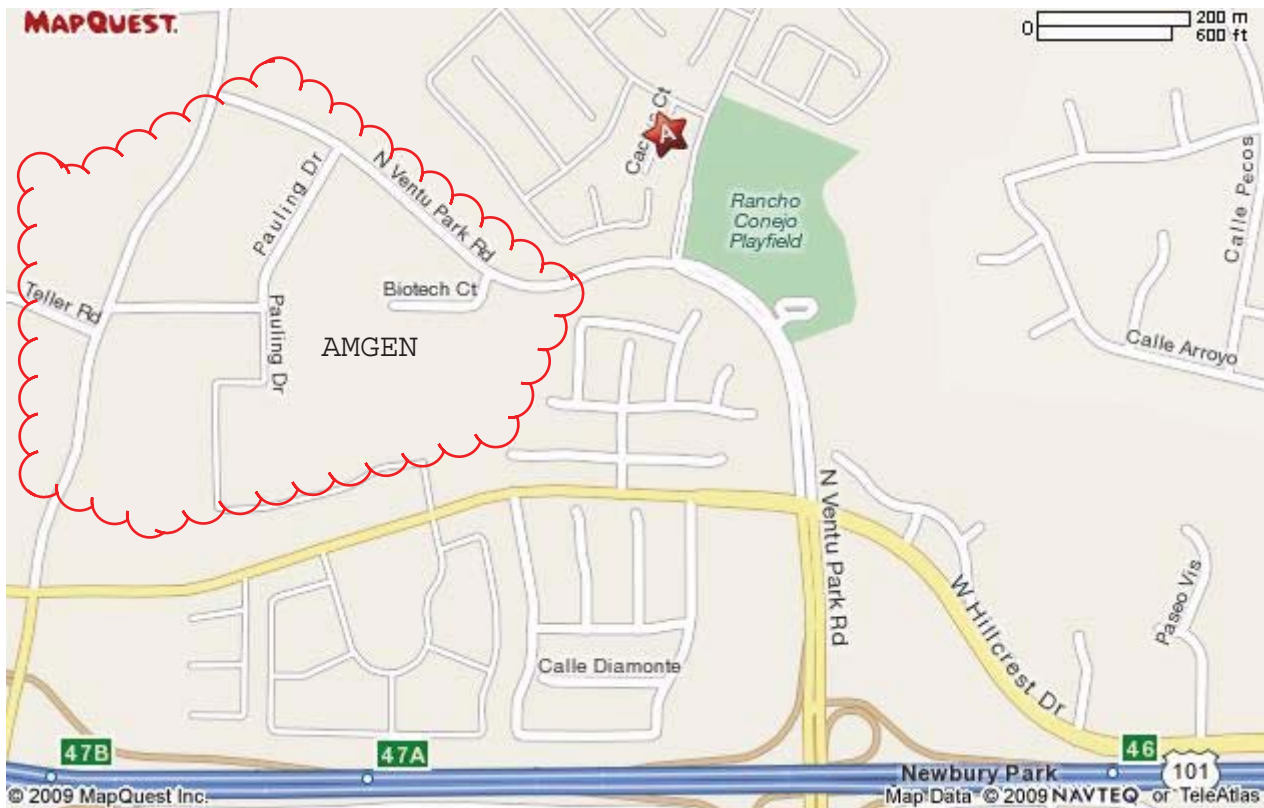 MAPQUEST.
0
200 m
600 ft
Ct
A
N Ventu Park Rd
Pauling Dr
Rancho
Conejo
Playfield
Calle Pecos
Biotech Ct
Teller Rd
Pauling Dr
AMGEN
Calle Arroyo
N Ventu Park Rd
W Hillcrest Dr
Paseo Vis
Calle Diamonte
47B
47A
46
Newbury Park
101
© 2009 MapQuest Inc.
Map Data © 2009 NAVTEQ or TeleAtlas